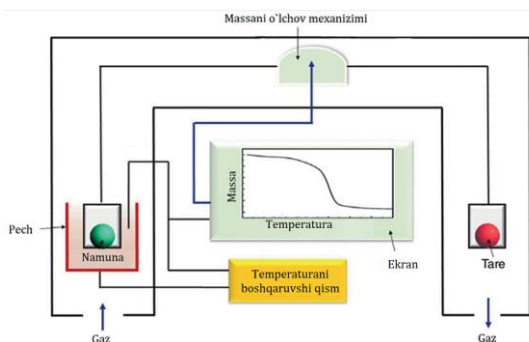 Massani o`lchov mexanizimi
Massa
Temperatura
Pech
Namuna
Ekran
Tare
Temperaturani
boshqaruvshi qism
Gaz
Gaz